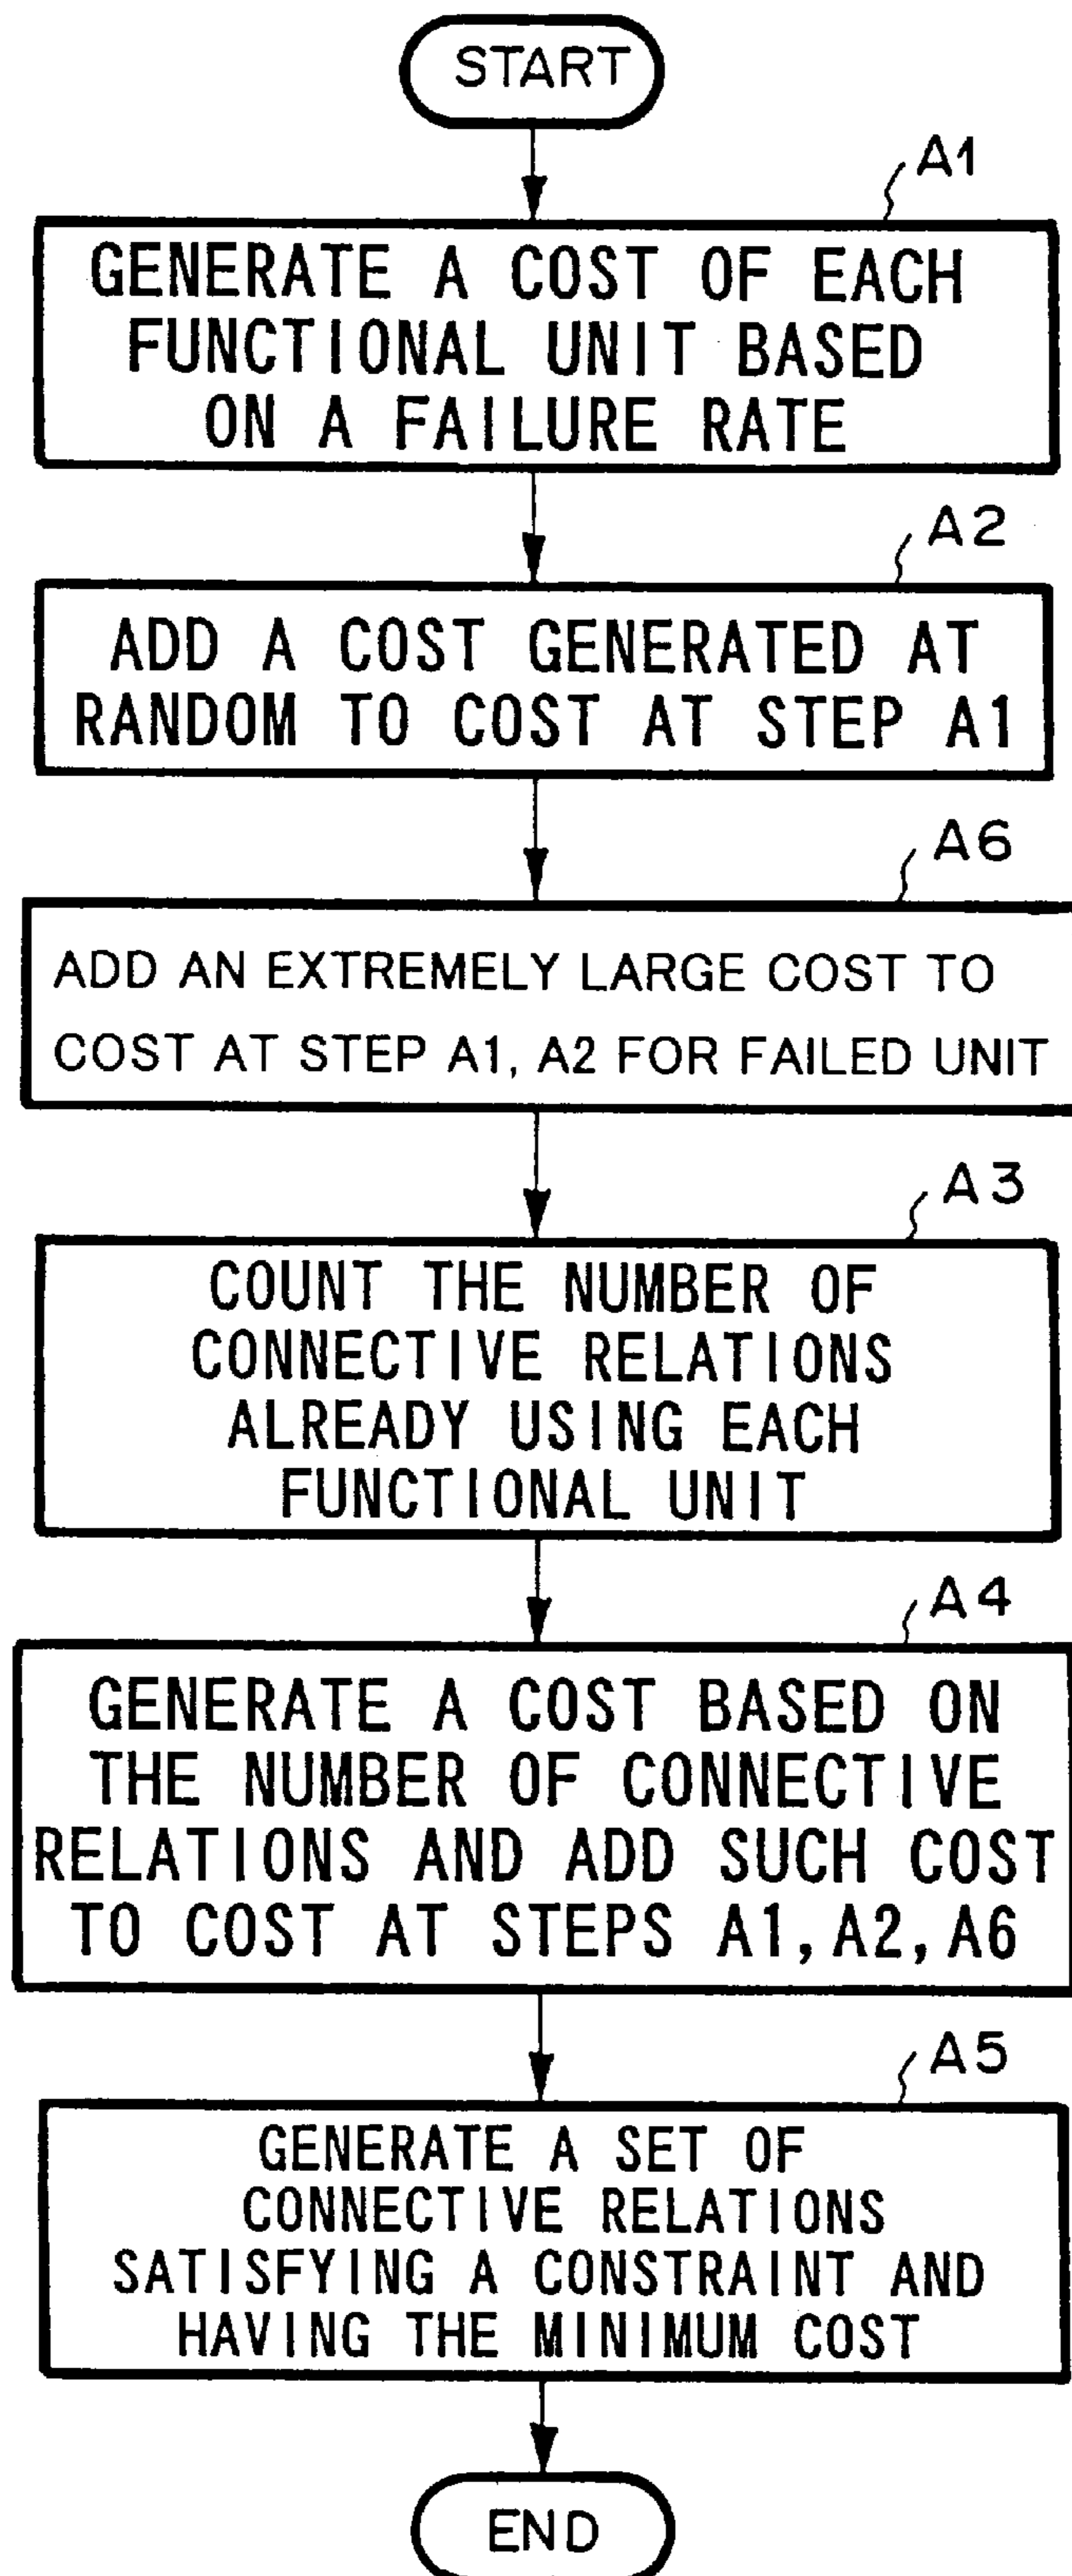 START
A1
GENERATE A COST OF EACH
FUNCTIONAL UNIT BASED
ON A FAILURE RATE
A2
ADD A COST GENERATED AT
RANDOM TO COST AT STEP A1
A6
ADD AN EXTREMELY LARGE COST TO
COST AT STEP A1, A2 FOR FAILED UNIT
A3
COUNT THE NUMBER OF
CONNECTIVE RELATIONS
ALREADY USING EACH
FUNCTIONAL UNIT
A4
GENERATE A COST BASED ON
THE NUMBER OF CONNECTIVE
RELATIONS AND ADD SUCH COST
TO COST AT STEPS A1, A2, A6
A5
GENERATE A SET OF
CONNECTIVE RELATIONS
SATISFYING A CONSTRAINT AND
HAVING THE MINIMUM COST
END